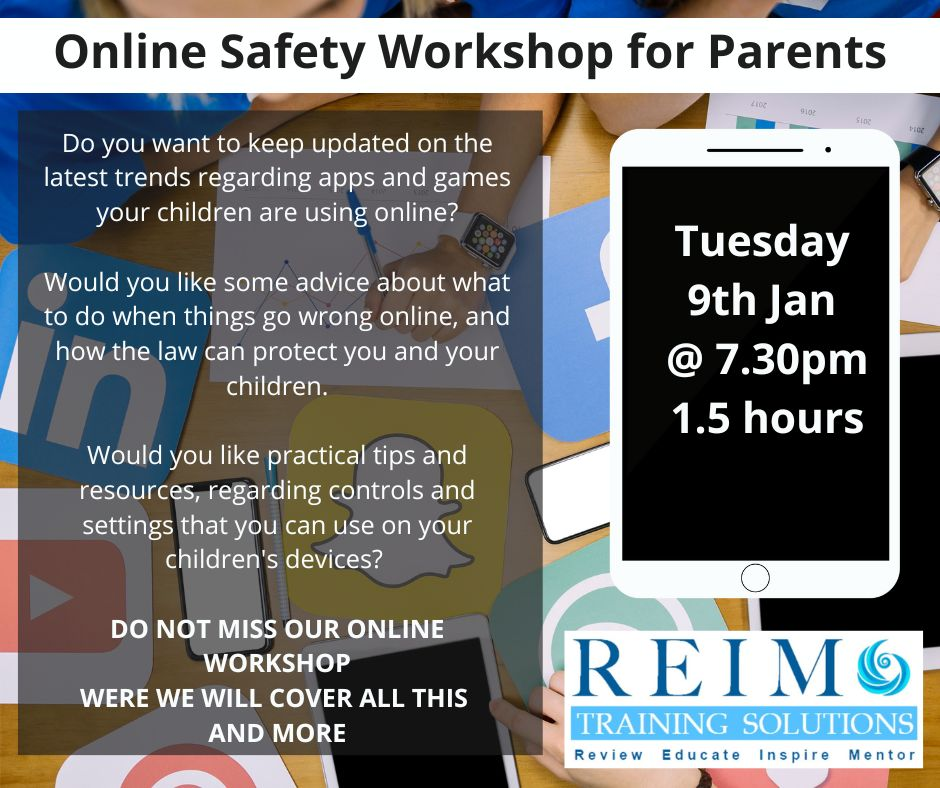 Online Safety Workshop for Parents
Do you want to keep updated on the
latest trends regarding apps and games
your children are using online?
Would you like some advice about what
to do when things go wrong online, and
how the law can protect you and your
children.
Would you like practical tips and
resources, regarding controls and
settings that you can use on your
children's devices?
DO NOT MISS OUR ONLINE
WORKSHOP
WERE WE WILL COVER ALL THIS
AND MORE
2017 2016 2015 2014
Tuesday
9th Jan
@ 7.30pm
1.5 hours
in
f
REIM
TRAINING SOLUTIONS
Review Educate Inspire Mentor